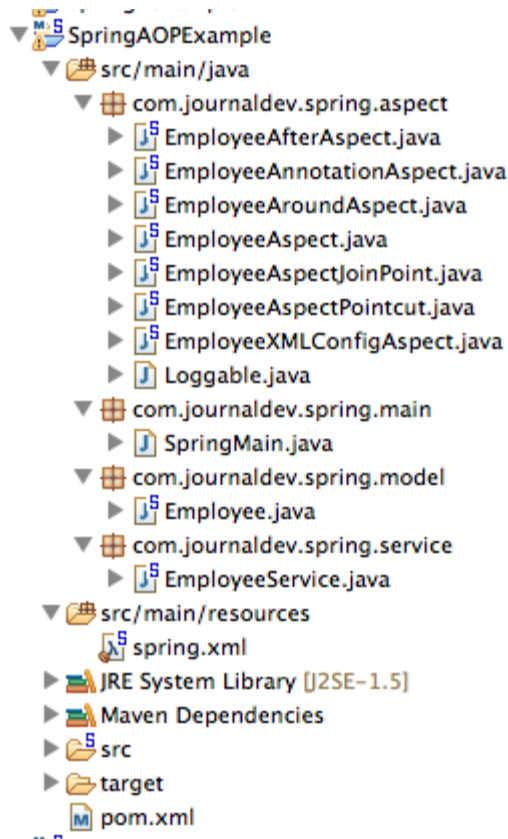 SpringAOPExample
src/main/java
com.journaldev.spring.aspect
EmployeeAfterAspect.java
EmployeeAnnotationAspect.java
EmployeeAroundAspect.java
EmployeeAspect.java
EmployeeAspectJoinPoint.java
EmployeeAspectPointcut.java
EmployeeXMLConfigAspect.java
Loggable.java
com.journaldev.spring.main
SpringMain.java
com.journaldev.spring.model
Employee.java
com.journaldev.spring.service
EmployeeService.java
src/main/resources
spring.xml
JRE System Library [J2SE-1.5]
Maven Dependencies
src
target
pom.xml